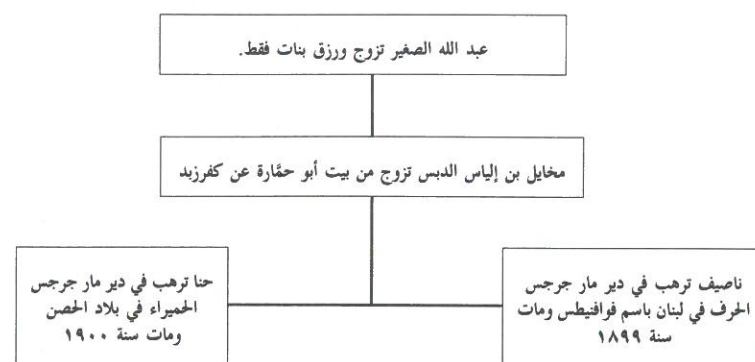 عبد الله الصغير تزوج ورزق بنات فقط.
مخايل بن إلياس الدبس تزوج من بيت أبو حمَّارة عن كفرزبد
ناصيف ترهب في دير مار جرجس
الحرف في لبنان باسم فوافنيطس ومات
سنة ١٨٩٩
حنا ترهب في دير مار جرجس
الحميراء في بلاد الحصن
ومات سنة ١٩٠٠